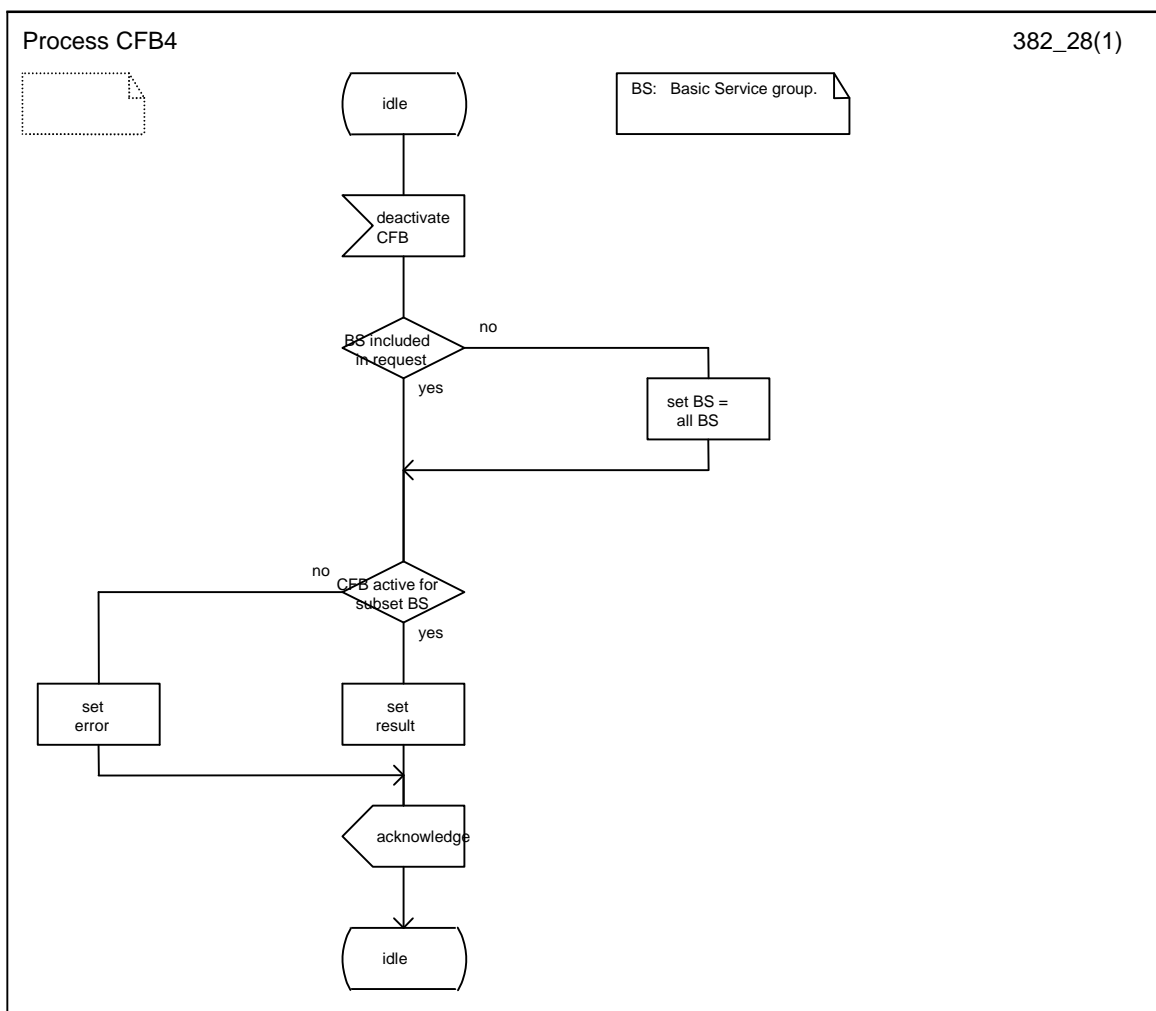 Process CFB4
382_28(1)
idle
BS: Basic Service group.
deactivate
CFB
BS included
in request
no
yes
set BS =
all BS
no
CFB active for
subset BS
yes
set
error
set
result
acknowledge
idle